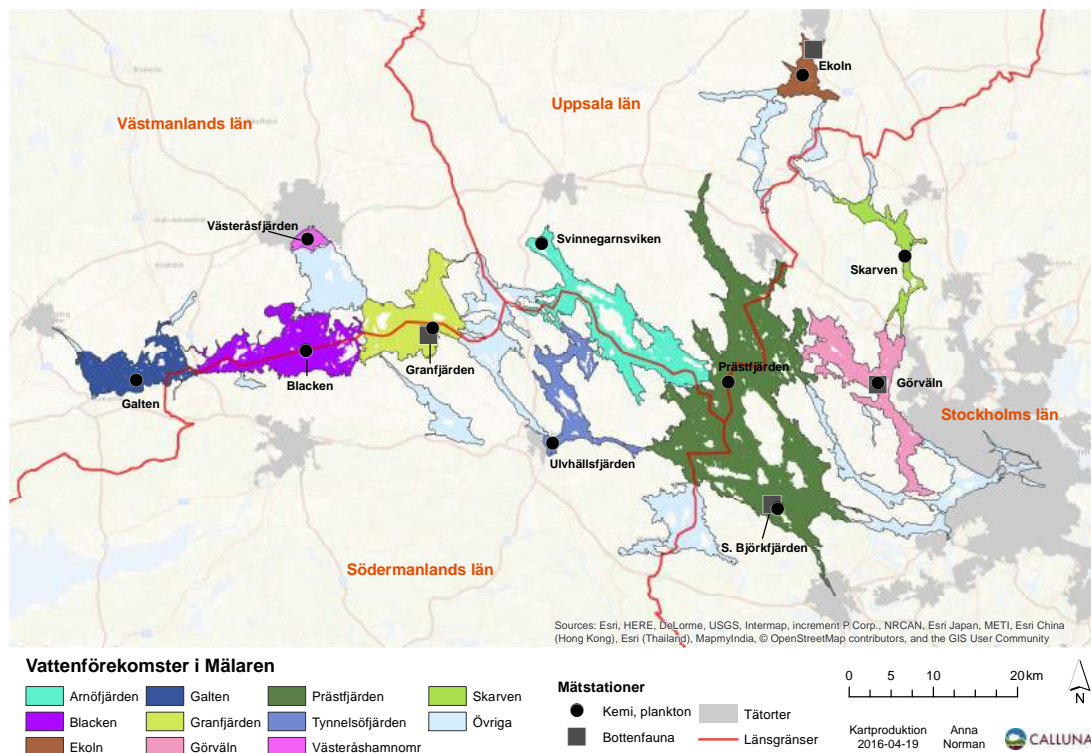 Ekoln
Uppsala län
Västmanlands län
Västeråsfjärden
Svinnegarnsviken
Skarven
Granfjärden
Prästfjärden
Blacken
Görväln
Galten
Stockholms län
Ulvhällsfjärden
S. Björkfjärden
Södermanlands län
Sources: Esri, HERE, DeLorme, USGS, Intermap, increment P Corp., NRCAN, Esri Japan, METI, Esri China
(Hong Kong), Esri (Thailand), MapmyIndia, © OpenStreetMap contributors, and the GIS User Community
Vattenförekomster i Mälaren
Arnöfjärden
Galten
Prästfjärden
Skarven
Blacken
Granfjärden
Tynnelsöfjärden
Övriga
Ekoln
Görväln
Västeråshamnomr
Mätstationer
Kemi, plankton
Bottenfauna
Tätorter
Länsgränser
0 5 10 20 km
N
Kartproduktion
2016-04-19
Anna
Norman
CALLUNA